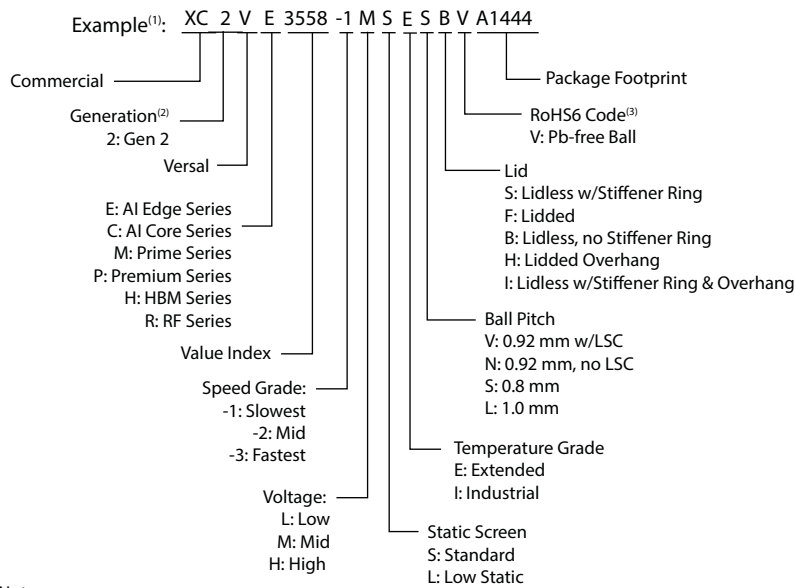 Example(1): XC 2 V E 3558 -1 M S E S B V A1444
Commercial
Generation(2)
2: Gen 2
Versal
E: AI Edge Series
C: AI Core Series
M: Prime Series
P: Premium Series
H: HBM Series
R: RF Series
Value Index
Speed Grade:
-1: Slowest
-2: Mid
-3: Fastest
Voltage:
L: Low
M: Mid
H: High
Package Footprint
RoHS6 Code(3)
V: Pb-free Ball
Lid
S: Lidless w/Stiffener Ring
F: Lidded
B: Lidless, no Stiffener Ring
H: Lidded Overhang
I: Lidless w/Stiffener Ring & Overhang
Ball Pitch
V: 0.92 mm w/LSC
N: 0.92 mm, no LSC
S: 0.8 mm
L: 1.0 mm
Temperature Grade
E: Extended
I: Industrial
Static Screen
S: Standard
L: Low Static